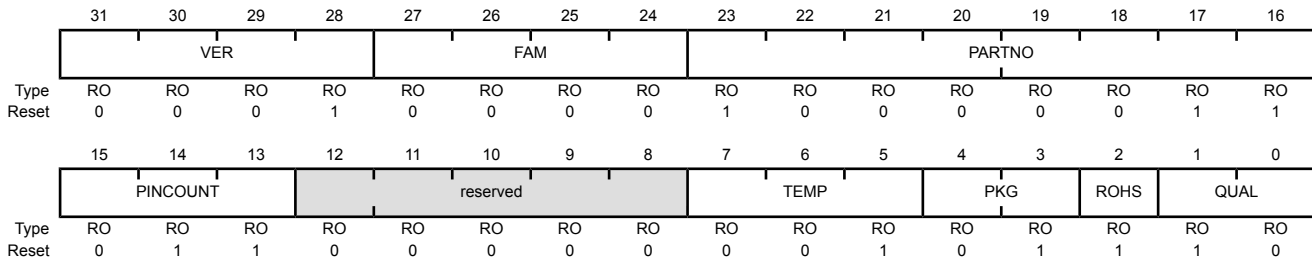 31 30 29 28 27 26 25 24 23 22 21 20 19 18 17 16
VER FAM PARTNO
Type RO RO RO RO RO RO RO RO RO RO RO RO RO RO RO RO
Reset 0 0 0 1 0 0 0 0 1 0 0 0 0 0 1 1
15 14 13 12 11 10 9 8 7 6 5 4 3 2 1 0
PINCOUNT reserved TEMP PKG ROHS QUAL
Type RO RO RO RO RO RO RO RO RO RO RO RO RO RO RO RO
Reset 0 1 1 0 0 0 0 0 0 0 1 0 1 1 1 0